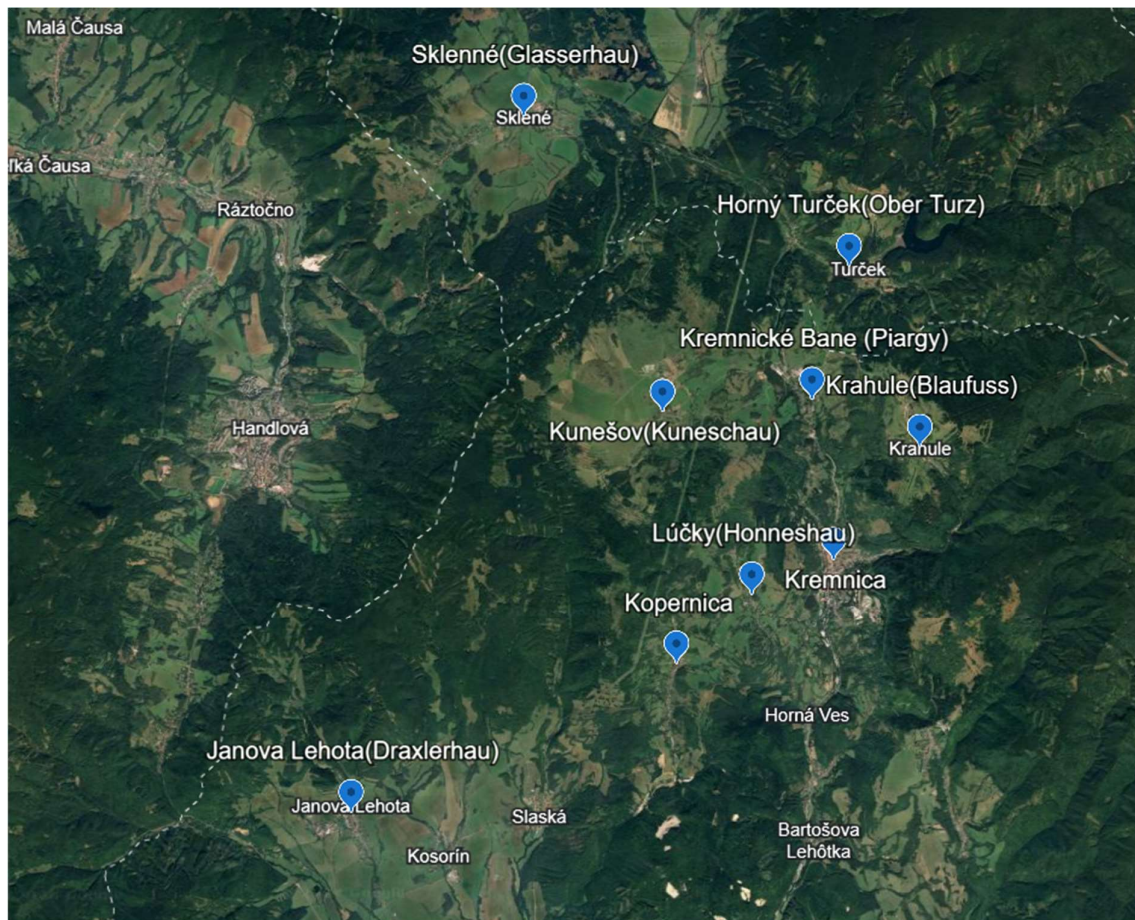 Malá Čausa
Sklenné(Glasserhau)
Sklené
ľká Čausa
Ráztočno
Horný Turček(Ober Turz)
Turček
Kremnické Bane (Piargy)
Krahule(Blaufuss)
Handlová
Kunešov(Kuneschau)
Krahule
Lúčky(Honneshau)
Kremnica
Kopernica
Horná Ves
Janova Lehota(Draxlerhau)
Janova Lehota
Slaská
Bartošova
Lehôtka
Kosorín